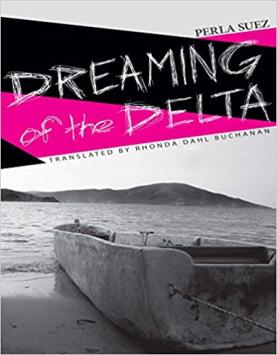 PERLA SUEZ
DREAMING
of the DELTA
TRANSLATED BY RHONDA DAHL BUCHANAN